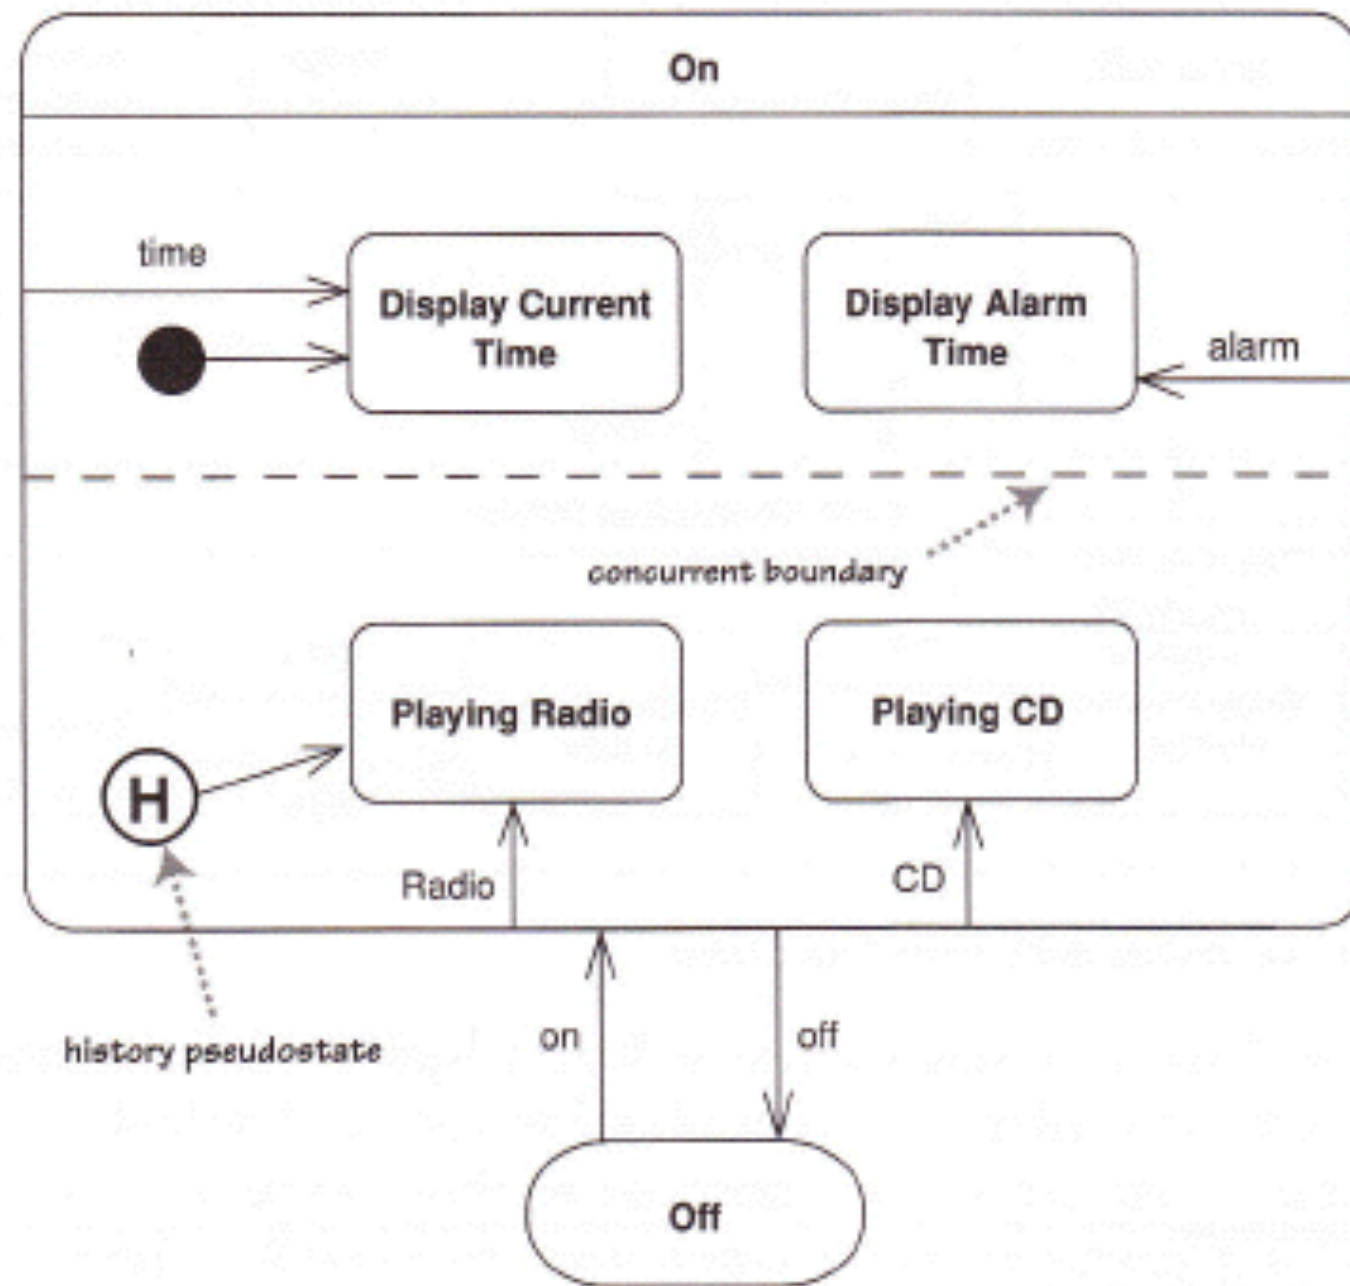 On
time
Display Current
Time
Display Alarm
Time
alarm
concurrent boundary
Playing Radio
Playing CD
H
Radio
CD
history pseudostate
on
off
Off